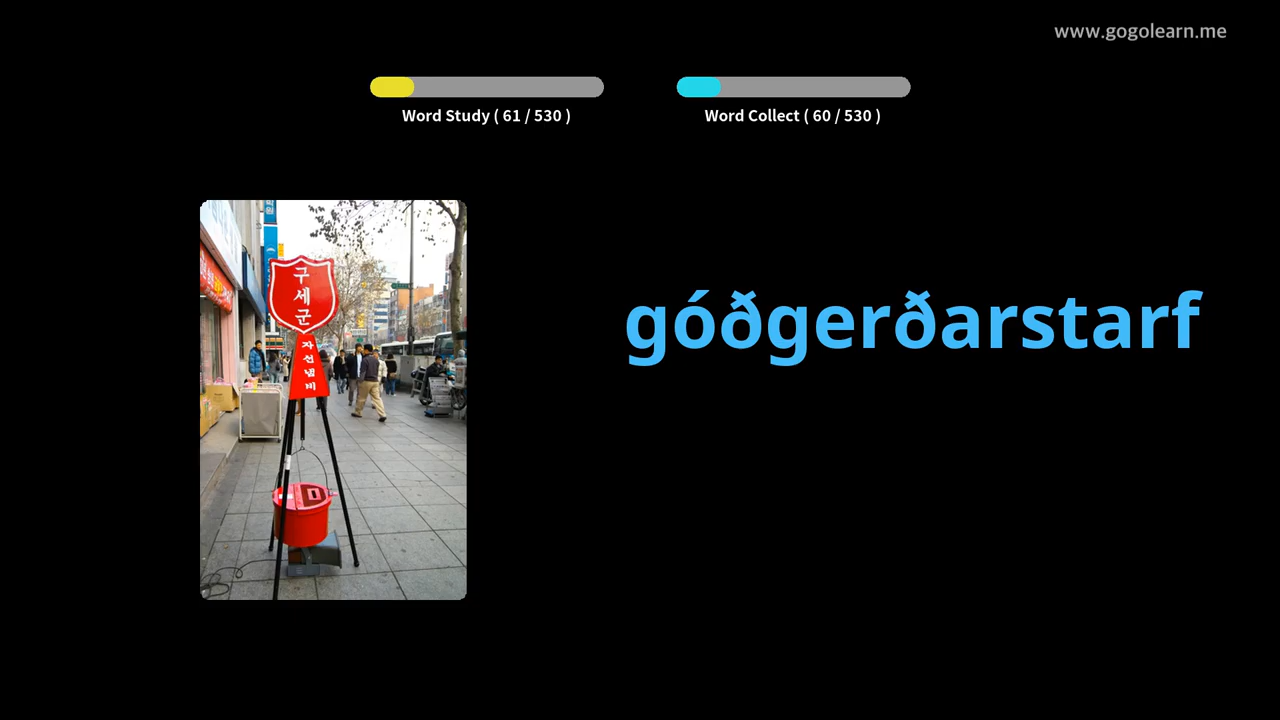 www.gogolearn.me
Word Study ( 61 / 530 )
Word Collect ( 60 / 530 )
góðgerðarstarf
구세군
자선냄비